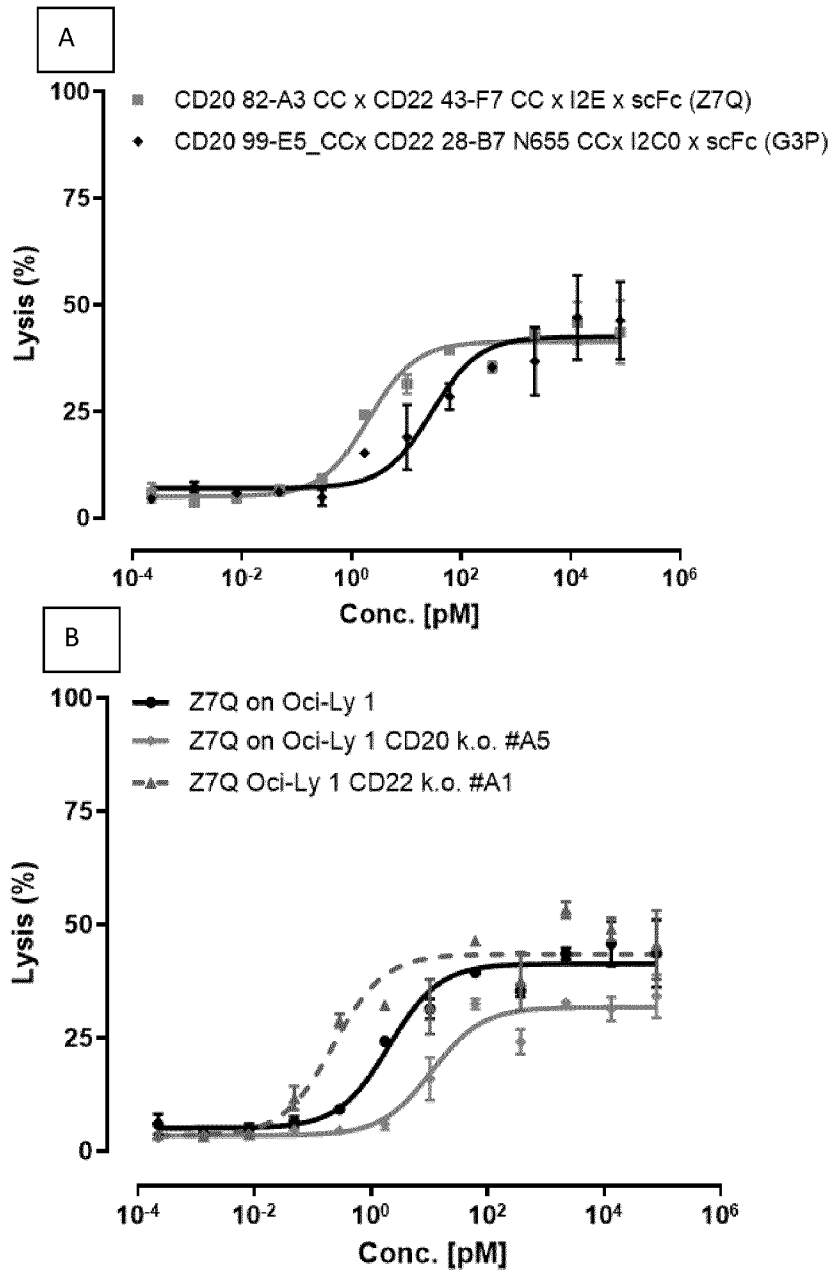 A
100
CD20 82-A3 CC x CD22 43-F7 CC x I2E x scFc (Z7Q)
CD20 99-E5_CCx CD22 28-B7 N655 CCx I2C0 x scFc (G3P)
75
50
25
0
Lysis (%)
10⁻⁴ 10⁻² 10⁰ 10² 10⁴ 10⁶
Conc. [pM]
B
100
Z7Q on Oci-Ly 1
Z7Q on Oci-Ly 1 CD20 k.o. #A5
Z7Q Oci-Ly 1 CD22 k.o. #A1
75
50
25
0
Lysis (%)
10⁻⁴ 10⁻² 10⁰ 10² 10⁴ 10⁶
Conc. [pM]